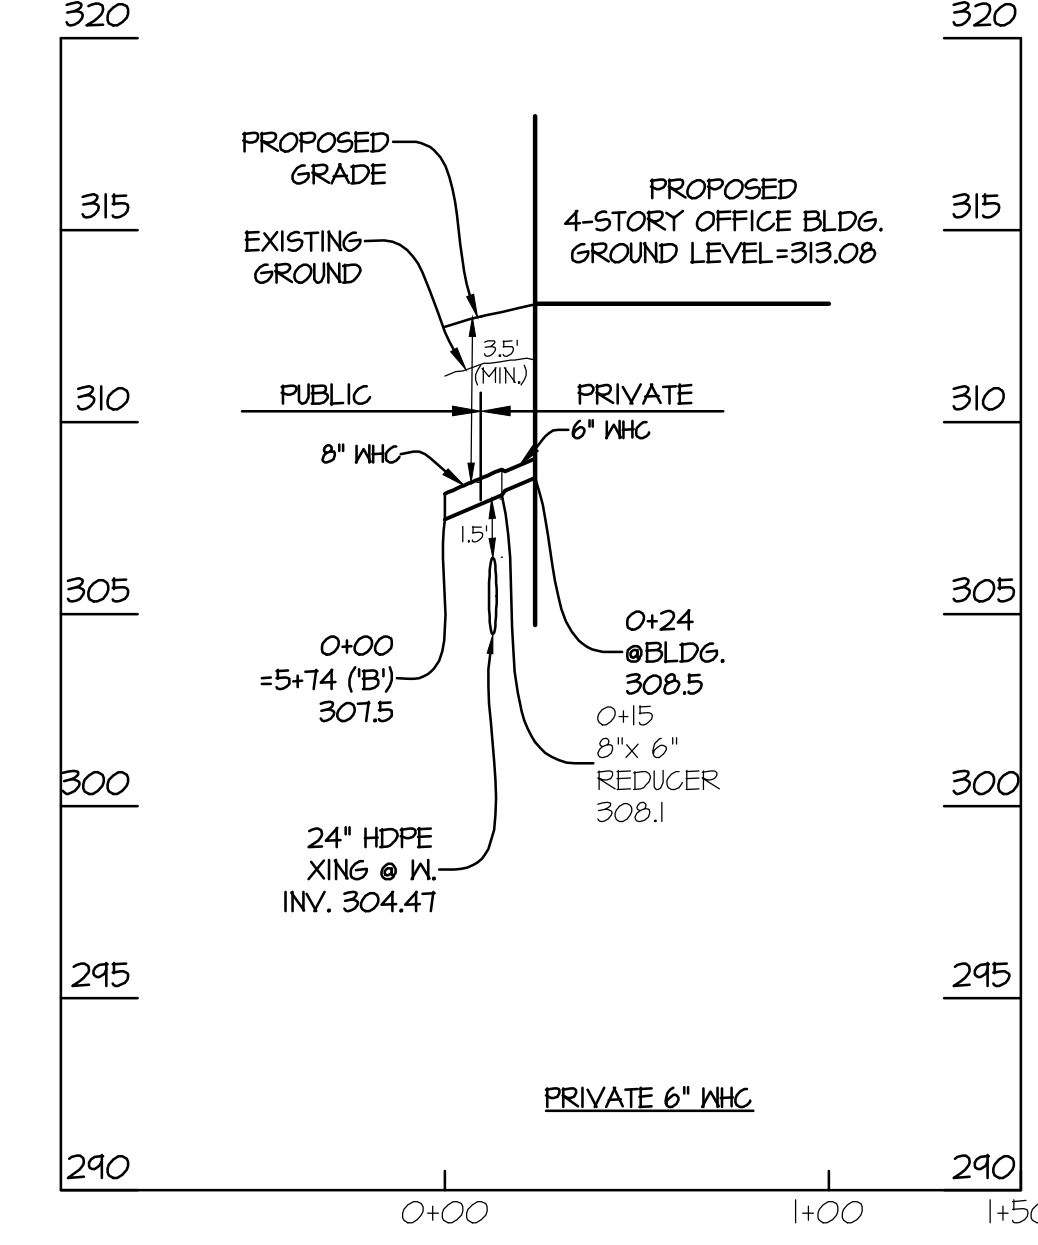 320
320
PROPOSED
GRADE
PROPOSED
4-STORY OFFICE BLDG.
GROUND LEVEL=313.08
315
315
EXISTING
GROUND
3.5'
(MIN.)
PUBLIC
PRIVATE
310
310
6" WHC
8" WHC
1.5'
305
305
0+24
@BLDG.
308.5
0+00
=5+74 ('B')
307.5
0+15
8"x 6"
REDUCER
308.1
300
300
24" HDPE
XING @ W.
INV. 304.47
295
295
PRIVATE 6" WHC
290
290
0+00
1+00
1+50